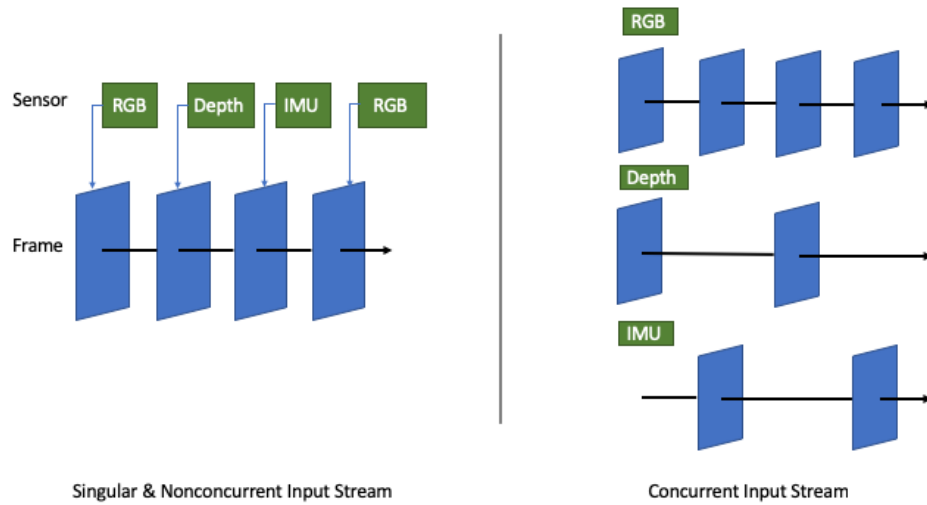 Sensor
RGB
Depth
IMU
RGB
Frame
Singular & Nonconcurrent Input Stream
RGB
Depth
IMU
Concurrent Input Stream